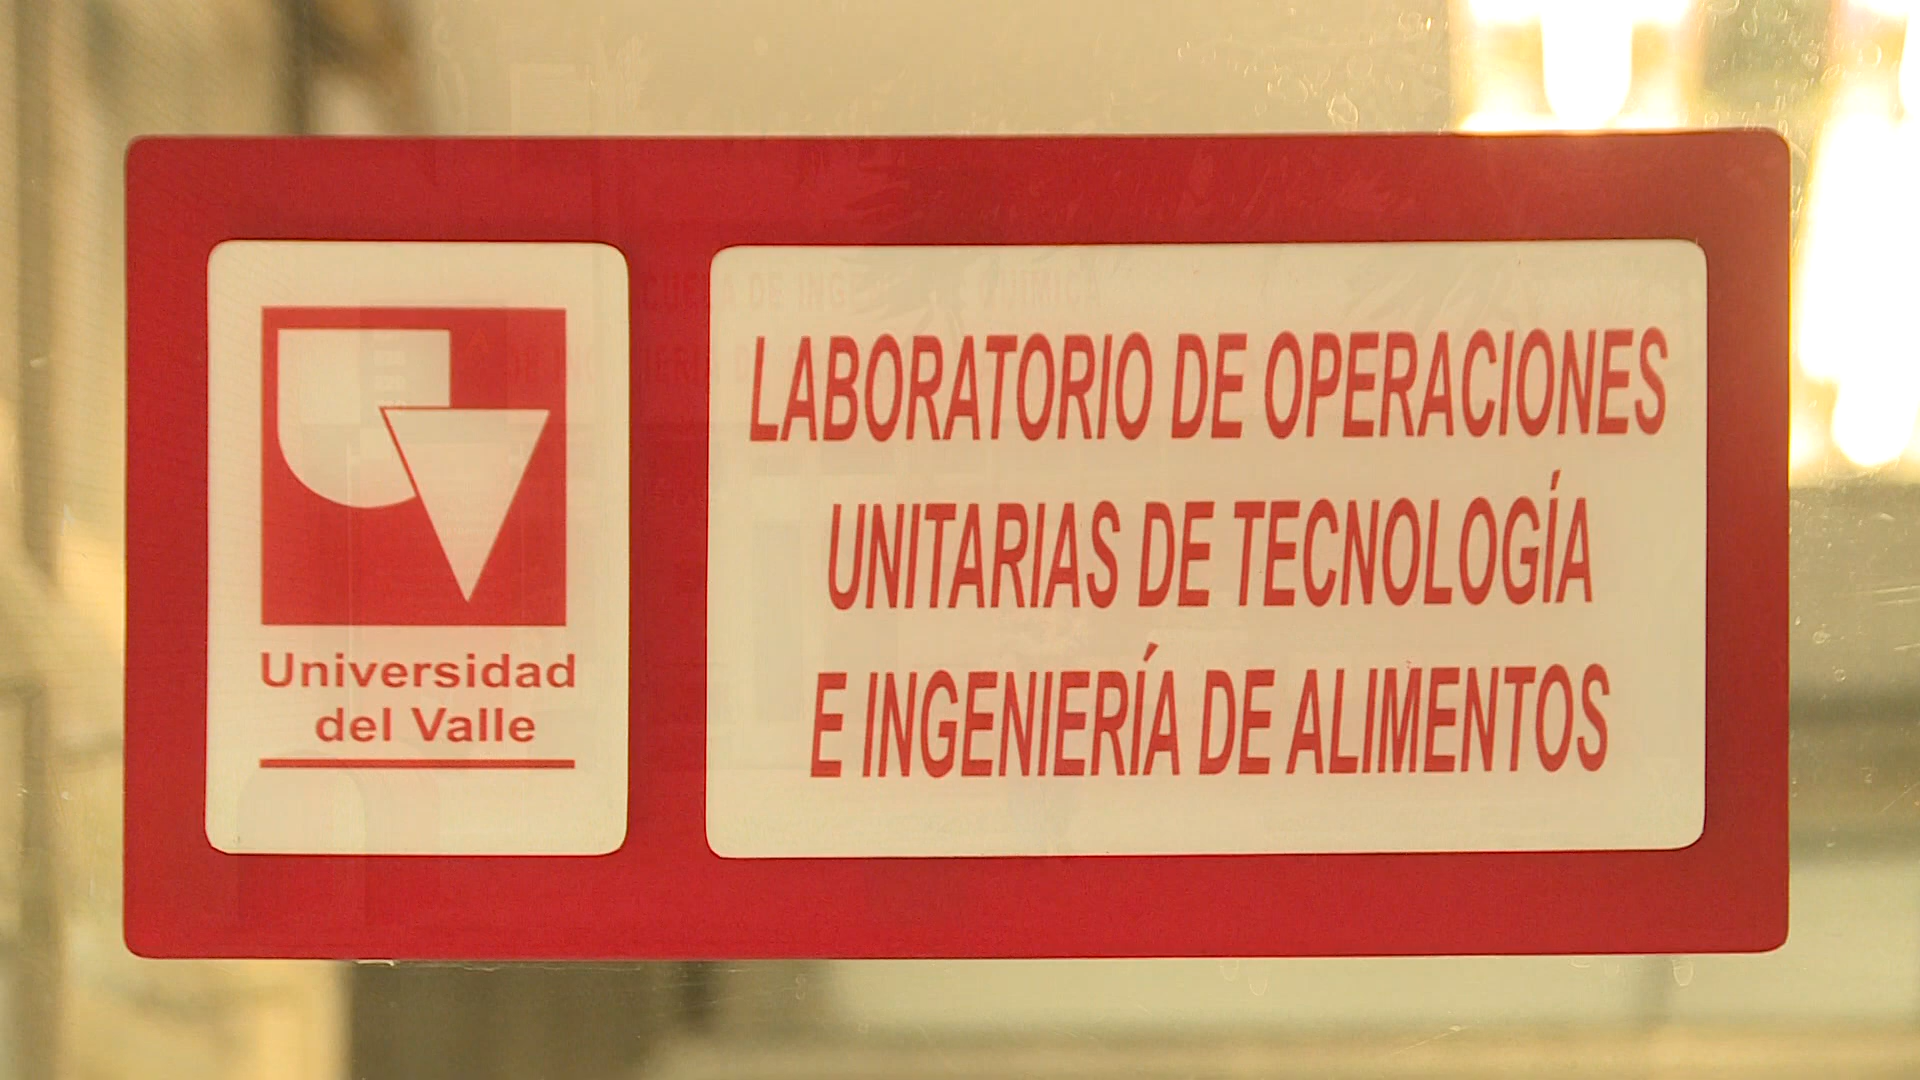 Universidad
del Valle
LABORATORIO DE OPERACIONES
UNITARIAS DE TECNOLOGÍA
E INGENIERÍA DE ALIMENTOS